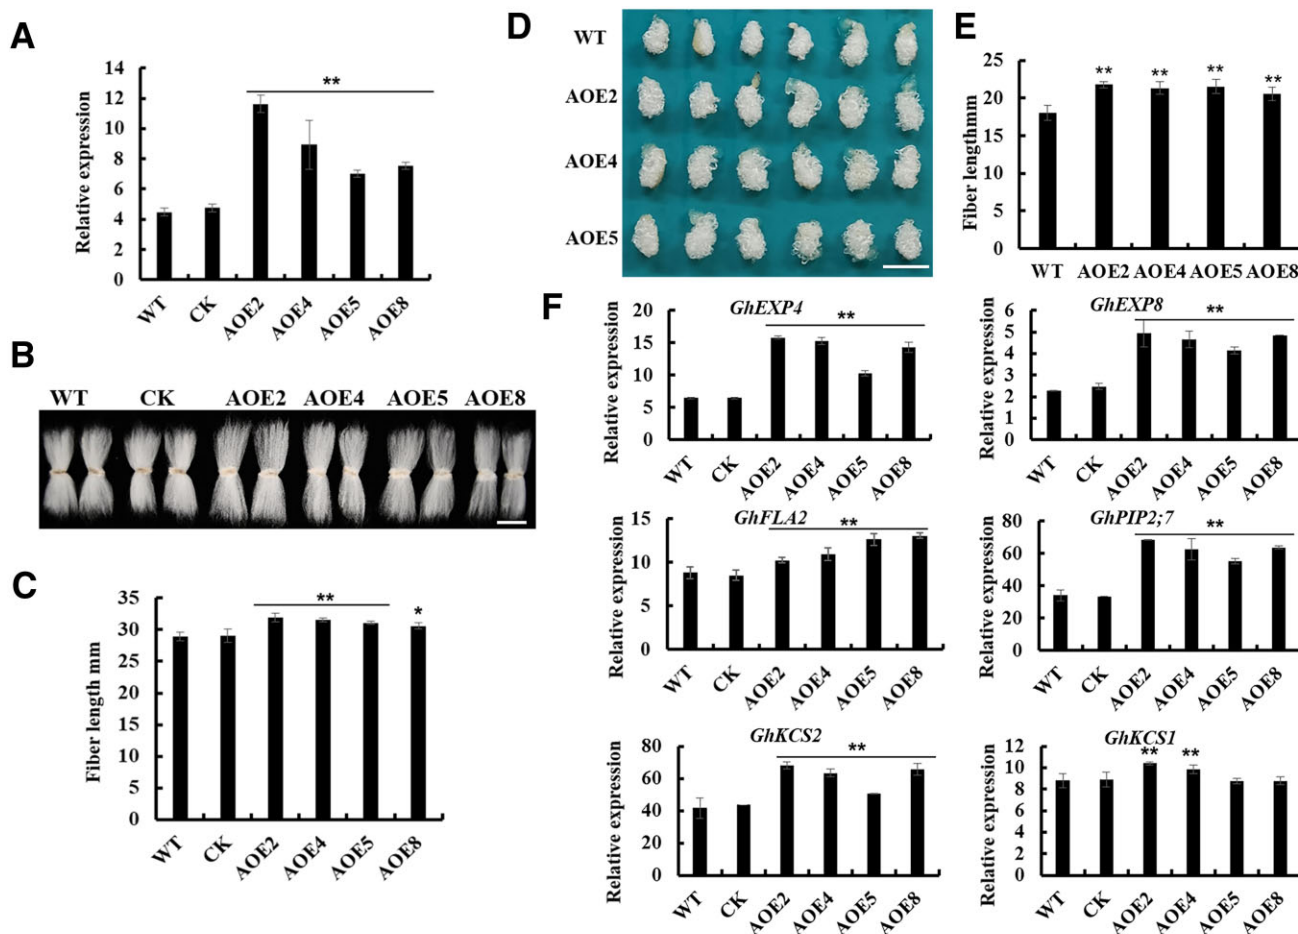 A
Relative expression
14
12
10
8
6
4
2
0
**
WT CK AOE2 AOE4 AOE5 AOE8
B
WT CK AOE2 AOE4 AOE5 AOE8
C
Fiber length mm
35
30
25
20
15
10
5
0
** *
WT CK AOE2 AOE4 AOE5 AOE8
D
WT
AOE2
AOE4
AOE5
E
Fiber lengthmm
25
20
15
10
5
0
** ** ** **
WT AOE2 AOE4 AOE5 AOE8
F
GhEXP4
**
Relative expression
15
10
5
0
WT CK AOE2 AOE4 AOE5 AOE8
GhEXP8
**
Relative expression
6
5
4
3
2
1
0
WT CK AOE2 AOE4 AOE5 AOE8
GhFLA2
**
Relative expression
15
10
5
0
WT CK AOE2 AOE4 AOE5 AOE8
GhPIP2;7
**
Relative expression
80
60
40
20
0
WT CK AOE2 AOE4 AOE5 AOE8
GhKCS2
**
Relative expression
80
60
40
20
0
WT CK AOE2 AOE4 AOE5 AOE8
GhKCS1
** **
Relative expression
12
10
8
6
4
2
0
WT CK AOE2 AOE4 AOE5 AOE8